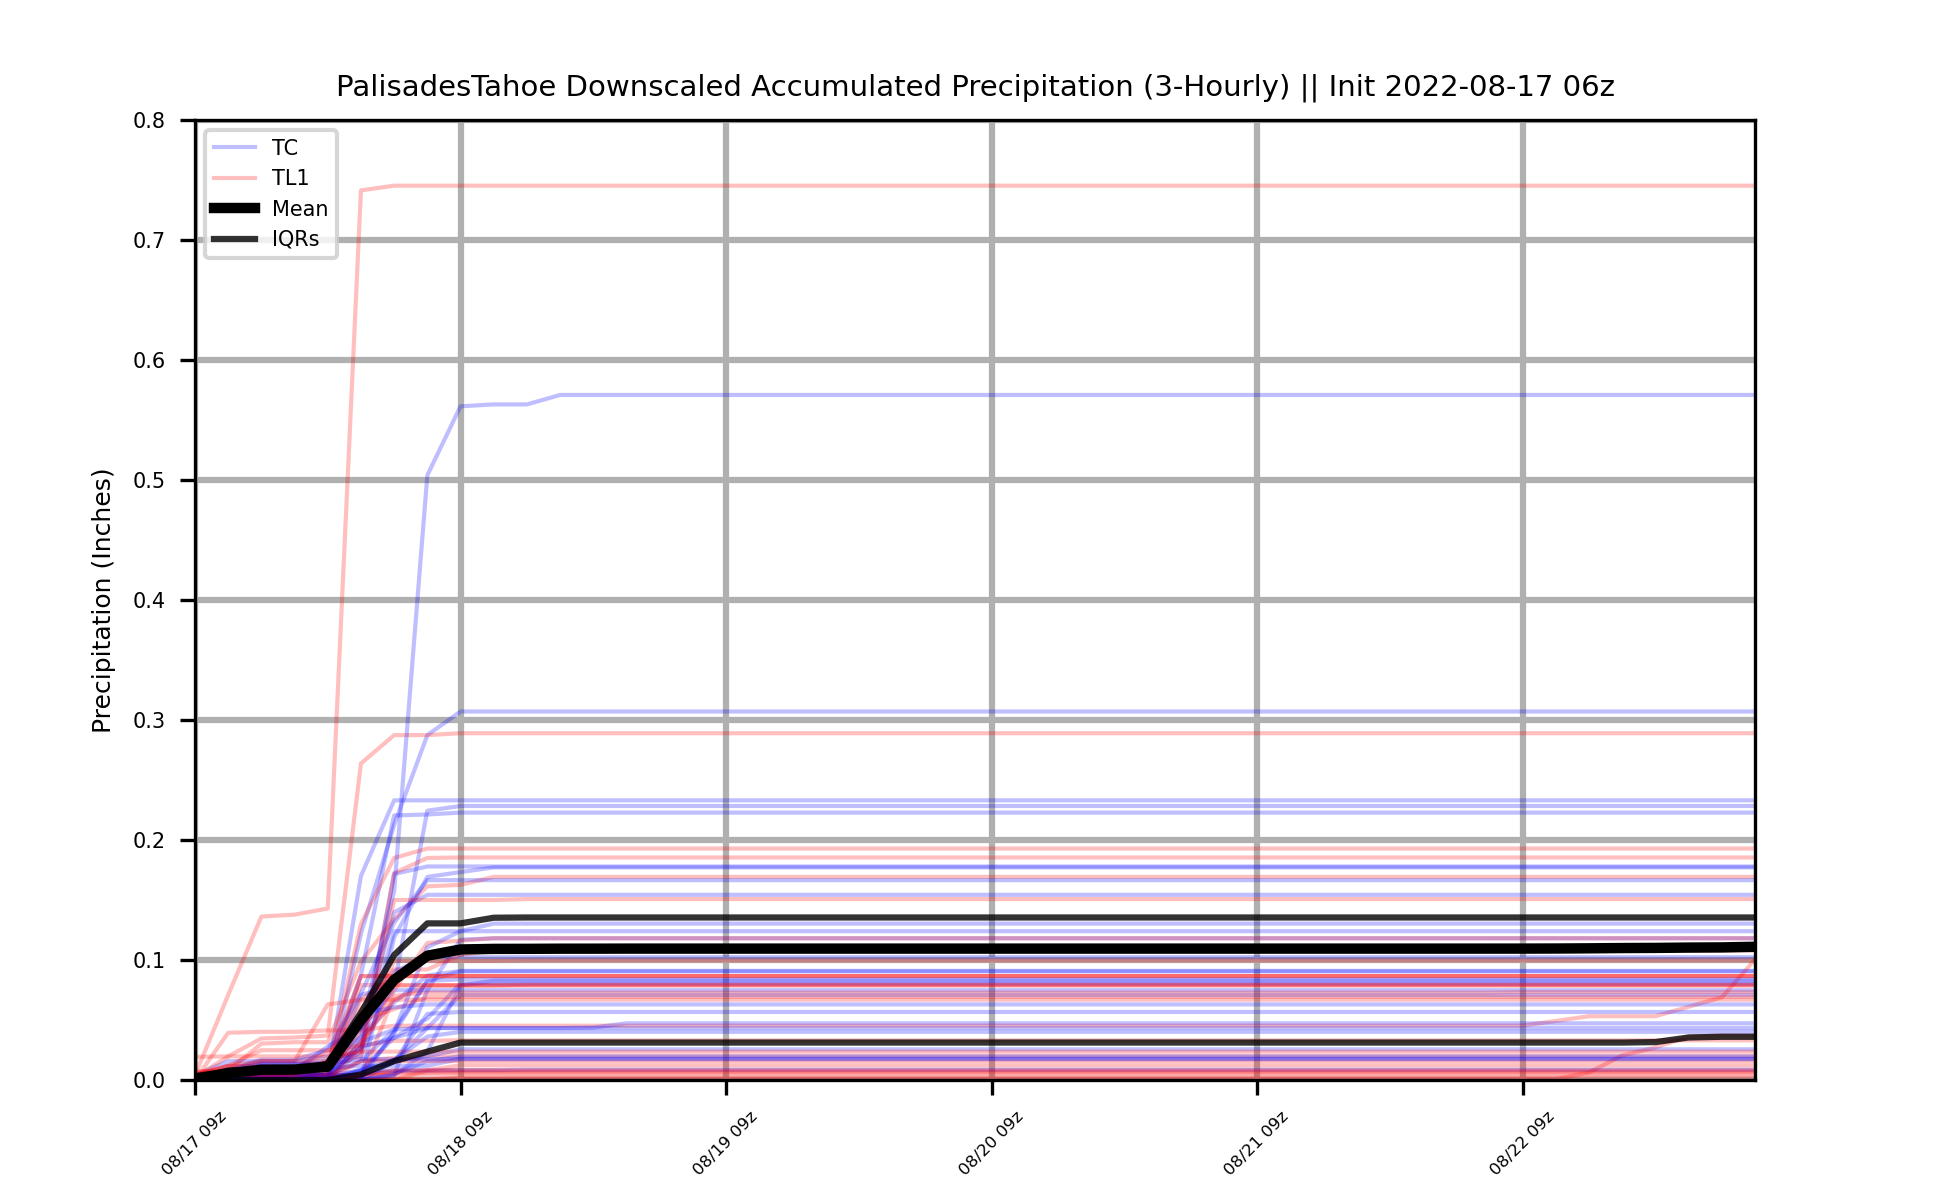 PalisadesTahoe Downscaled Accumulated Precipitation (3-Hourly) || Init 2022-08-17 06z
TC
TL1
Mean
IQRs
Precipitation (Inches)
0.8
0.7
0.6
0.5
0.4
0.3
0.2
0.1
0.0
08/17 09z
08/18 09z
08/19 09z
08/20 09z
08/21 09z
08/22 09z